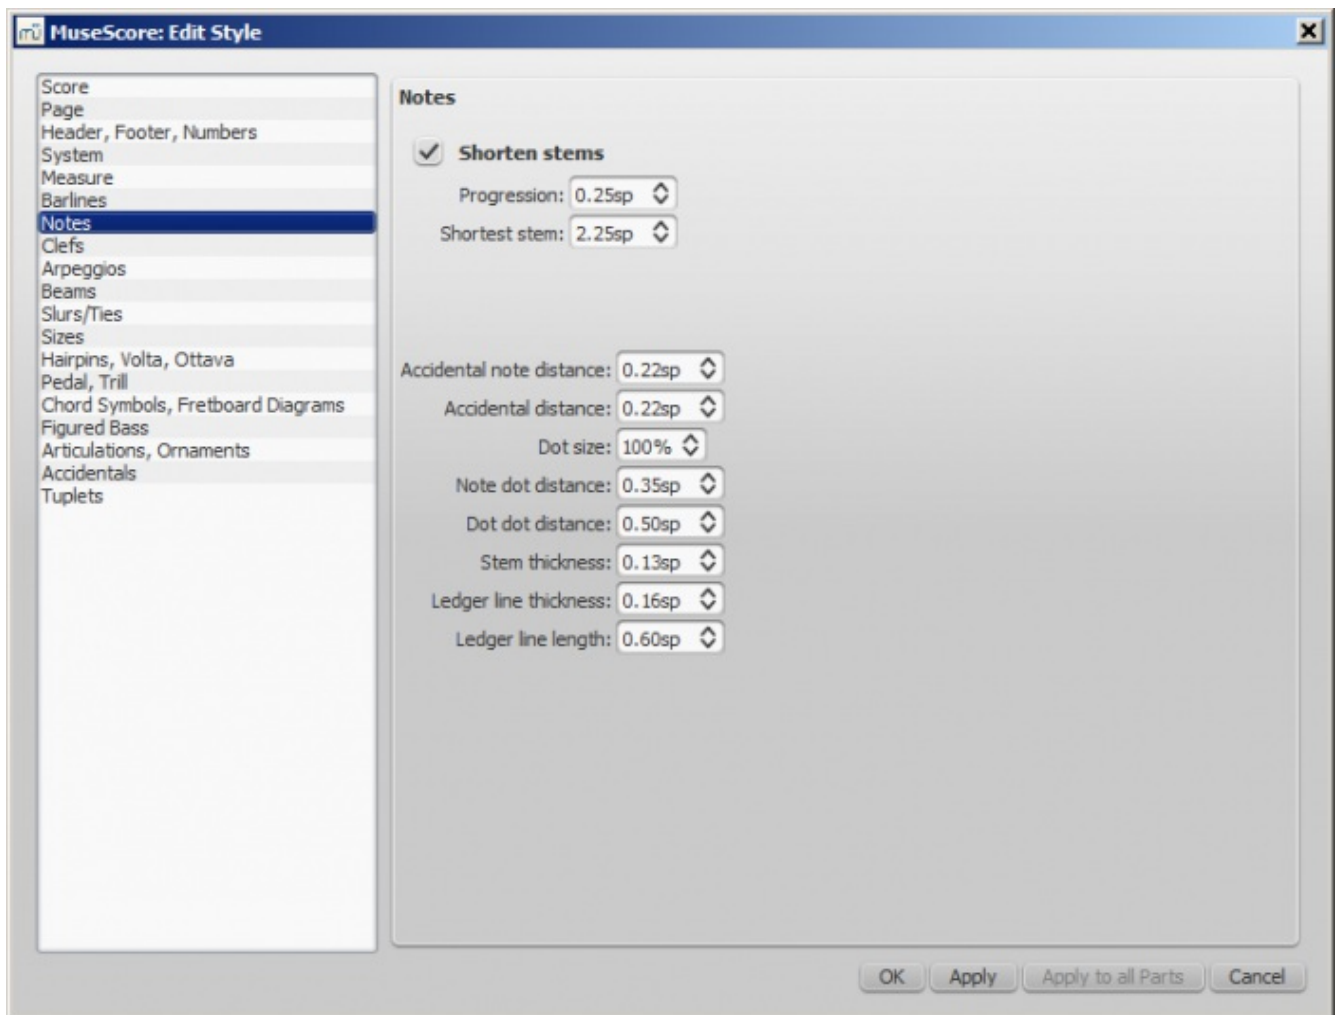 mü MuseScore: Edit Style
Score
Page
Header, Footer, Numbers
System
Measure
Barlines
Notes
Clefs
Arpeggios
Beams
Slurs/Ties
Sizes
Hairpins, Volta, Ottava
Pedal, Trill
Chord Symbols, Fretboard Diagrams
Figured Bass
Articulations, Ornaments
Accidentals
Tuplets
Notes
Shorten stems
Progression: 0.25sp
Shortest stem: 2.25sp
Accidental note distance: 0.22sp
Accidental distance: 0.22sp
Dot size: 100%
Note dot distance: 0.35sp
Dot dot distance: 0.50sp
Stem thickness: 0.13sp
Ledger line thickness: 0.16sp
Ledger line length: 0.60sp
OK Apply Apply to all Parts Cancel